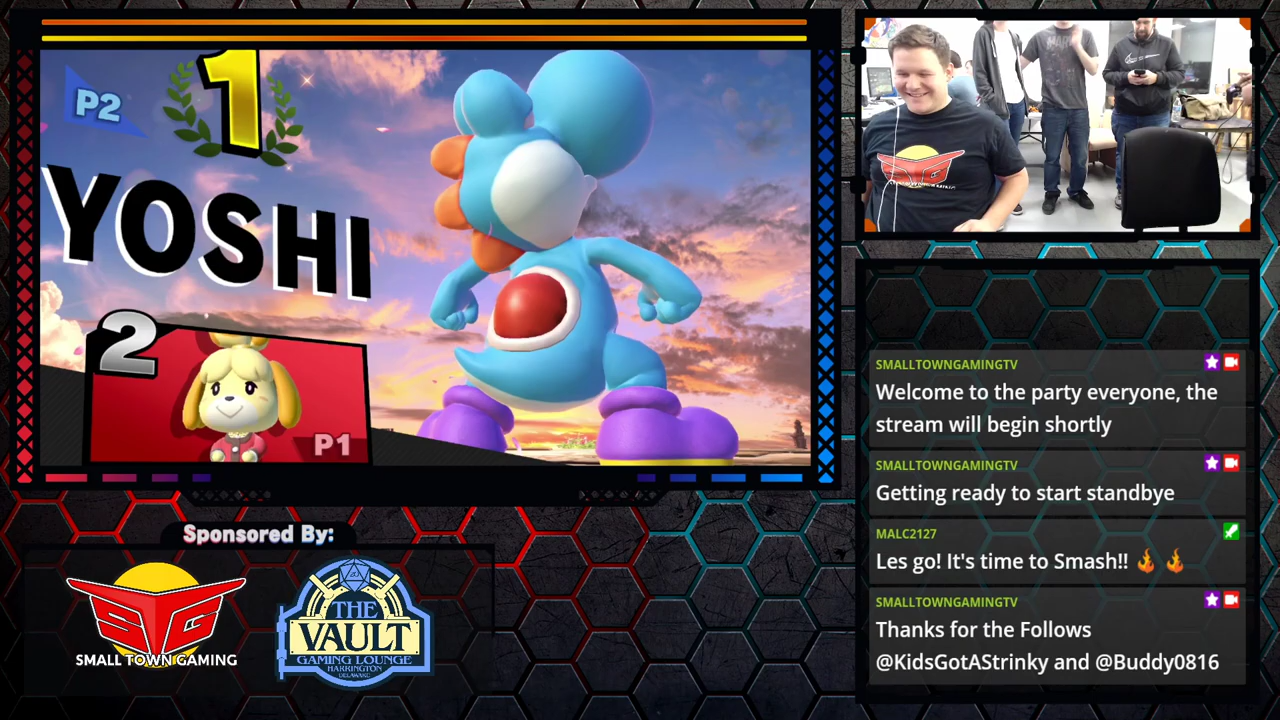 P2
1
YOSHI
2
P1
Sponsored By:
STG
SMALL TOWN GAMING
THE
VAULT
GAMING LOUNGE
HARRINGTON
DELAWARE
SMALLTOWNGAMINGTV
Welcome to the party everyone, the
stream will begin shortly
SMALLTOWNGAMINGTV
Getting ready to start standbye
MALC2127
Les go! It's time to Smash!! 🔥 🔥
SMALLTOWNGAMINGTV
Thanks for the Follows
@KidsGotAStrinky and @Buddy0816